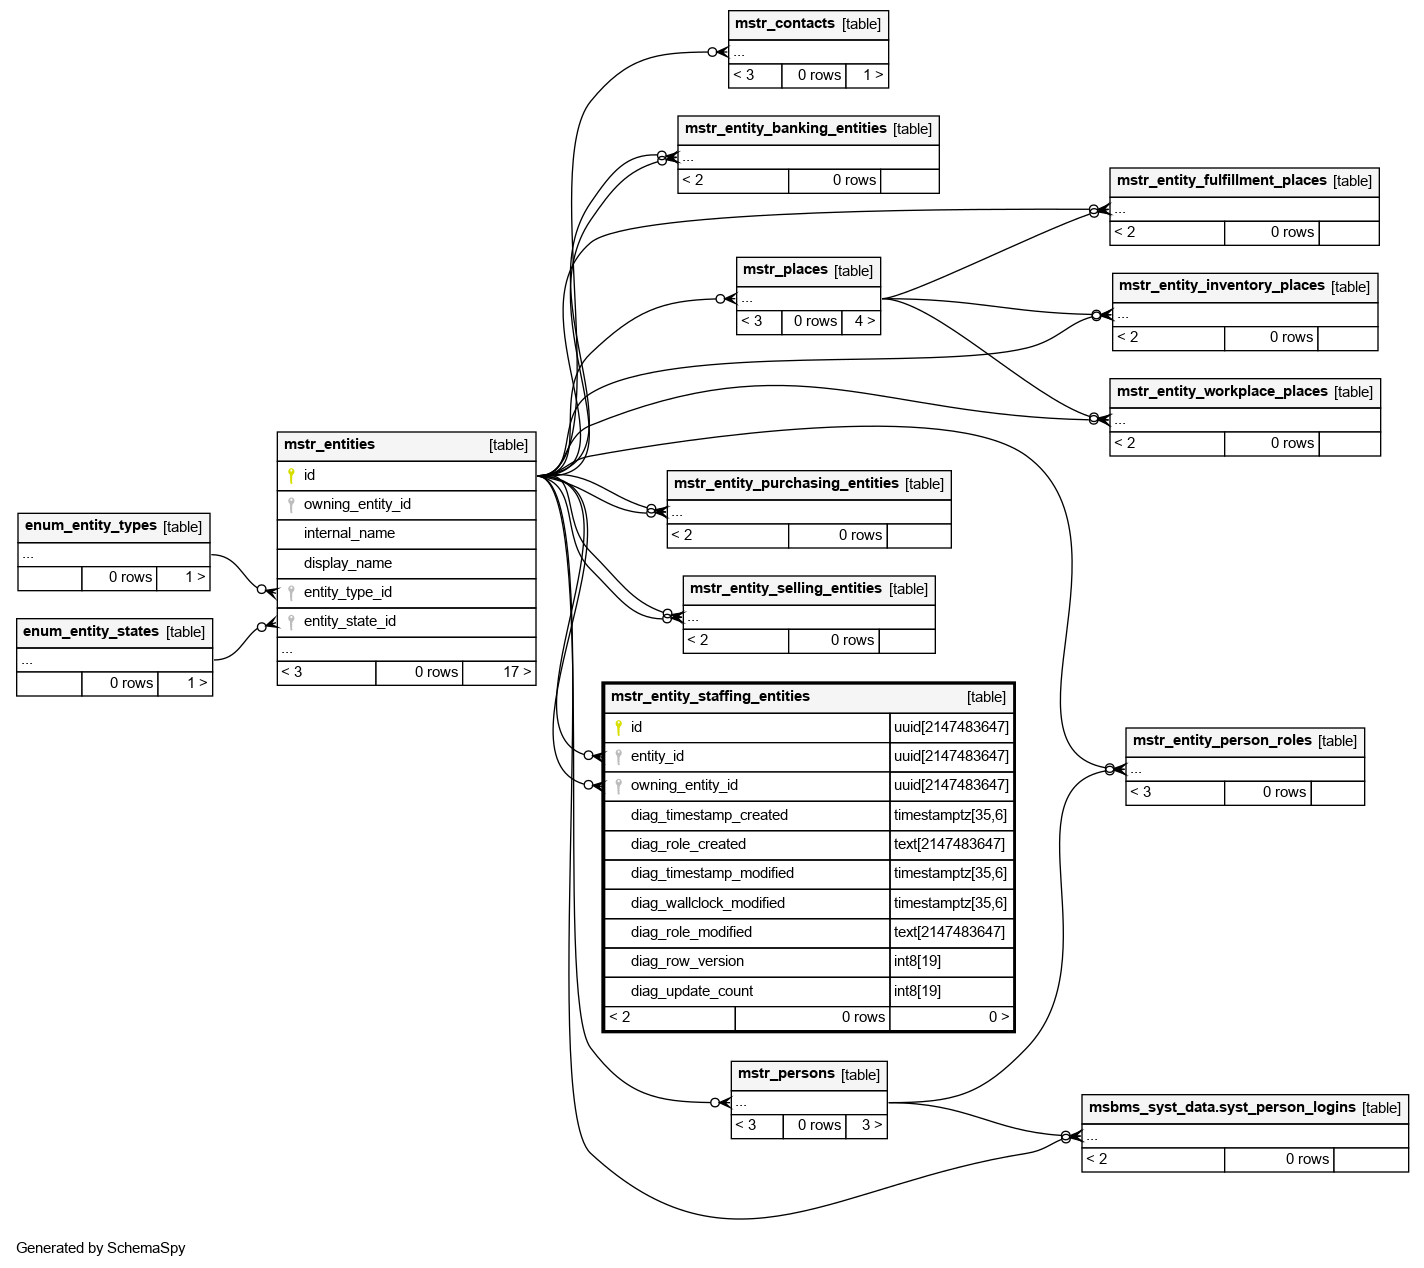 mstr_contacts [table]
...
< 3 0 rows 1 >
mstr_entity_banking_entities [table]
...
< 2 0 rows
mstr_entity_fulfillment_places [table]
...
< 2 0 rows
mstr_places [table]
...
< 3 0 rows 4 >
mstr_entity_inventory_places [table]
...
< 2 0 rows
mstr_entity_workplace_places [table]
...
< 2 0 rows
mstr_entities [table]
id
owning_entity_id
internal_name
display_name
entity_type_id
entity_state_id
...
< 3 0 rows 17 >
enum_entity_types [table]
...
0 rows 1 >
enum_entity_states [table]
...
0 rows 1 >
mstr_entity_purchasing_entities [table]
...
< 2 0 rows
mstr_entity_selling_entities [table]
...
< 2 0 rows
mstr_entity_staffing_entities [table]
id uuid[2147483647]
entity_id uuid[2147483647]
owning_entity_id uuid[2147483647]
diag_timestamp_created timestamptz[35,6]
diag_role_created text[2147483647]
diag_timestamp_modified timestamptz[35,6]
diag_wallclock_modified timestamptz[35,6]
diag_role_modified text[2147483647]
diag_row_version int8[19]
diag_update_count int8[19]
< 2 0 rows 0 >
mstr_entity_person_roles [table]
...
< 3 0 rows
mstr_persons [table]
...
< 3 0 rows 3 >
msbms_syst_data.syst_person_logins [table]
...
< 2 0 rows
Generated by SchemaSpy